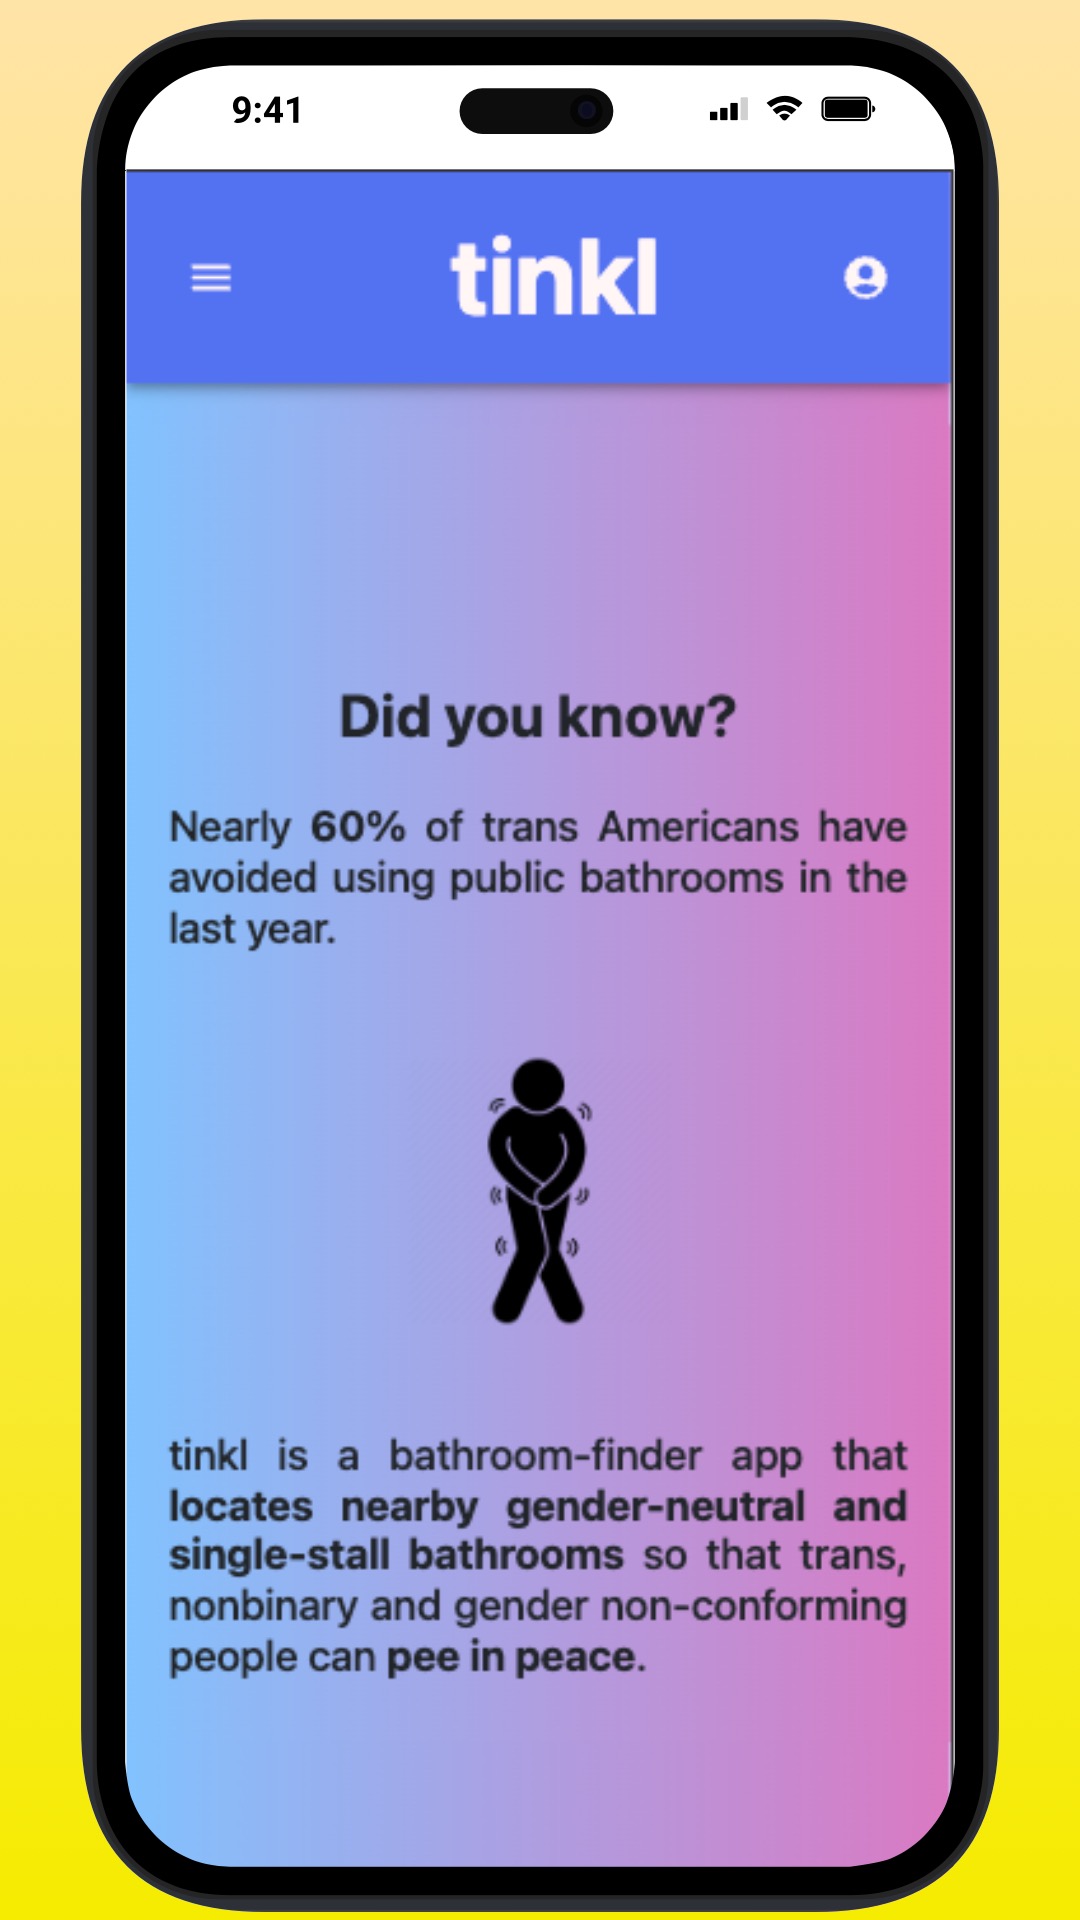 9:41
tinkl
Did you know?
Nearly 60% of trans Americans have
avoided using public bathrooms in the
last year.
tinkl is a bathroom-finder app that
locates nearby gender-neutral and
single-stall bathrooms so that trans,
nonbinary and gender non-conforming
people can pee in peace.